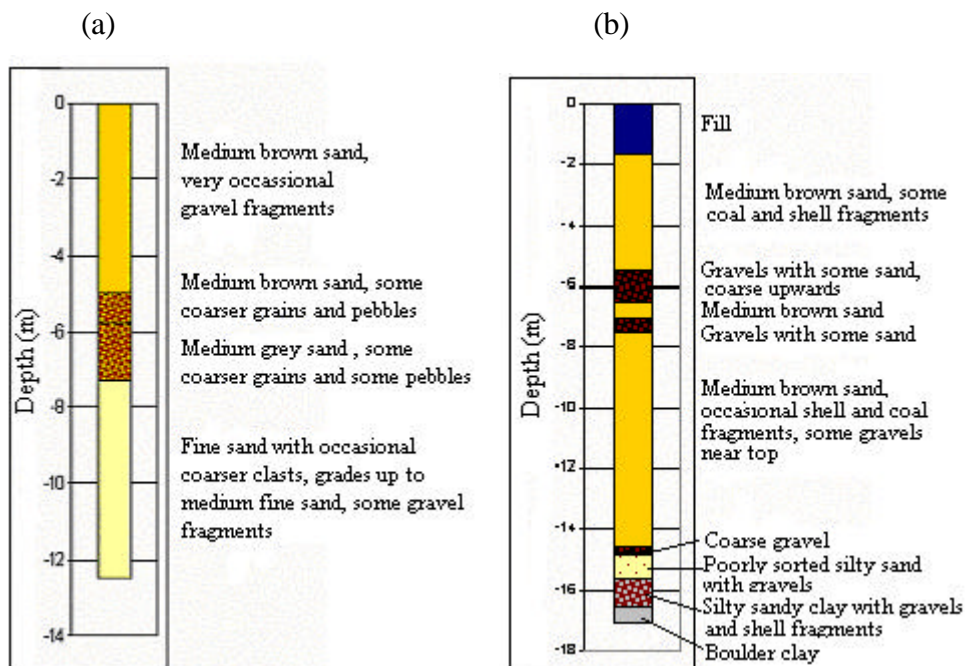 (a)
(b)
0
-2
-4
-6
-8
-10
-12
-14
Depth (m)
Medium brown sand,
very occassional
gravel fragments
Medium brown sand, some
coarser grains and pebbles
Medium grey sand , some
coarser grains and some pebbles
Fine sand with occasional
coarser clasts, grades up to
medium fine sand, some gravel
fragments
0
-2
-4
-6
-8
-10
-12
-14
-16
-18
Depth (m)
Fill
Medium brown sand, some
coal and shell fragments
Gravels with some sand,
coarse upwards
Medium brown sand
Gravels with some sand
Medium brown sand,
occasional shell and coal
fragments, some gravels
near top
Coarse gravel
Poorly sorted silty sand
with gravels
Silty sandy clay with gravels
and shell fragments
Boulder clay